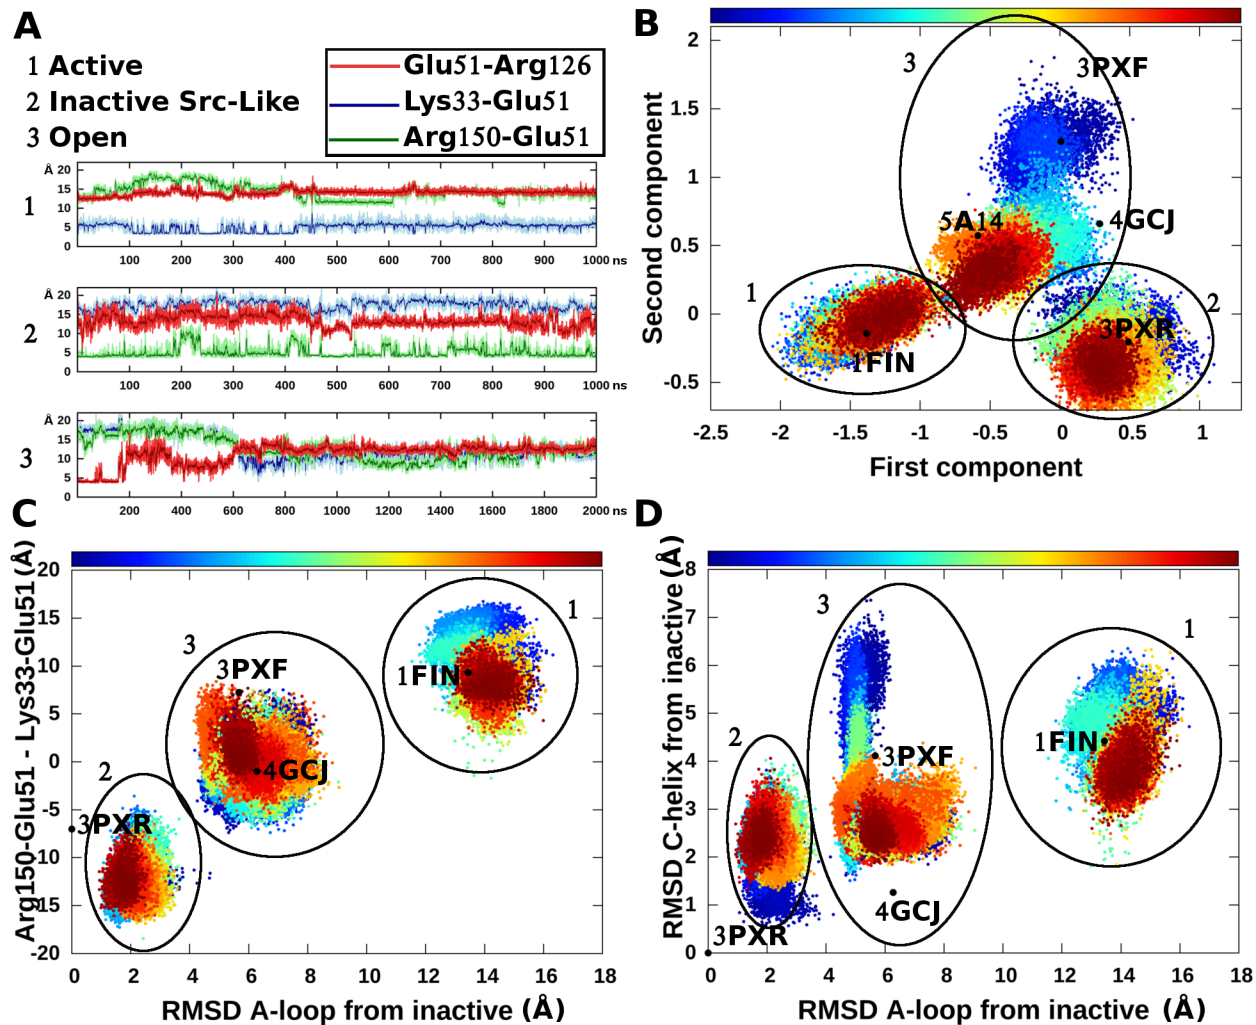 A
1 Active
2 Inactive Src-Like
3 Open
Glu51-Arg126
Lys33-Glu51
Arg150-Glu51
1
Å 20
15
10
5
0
100 200 300 400 500 600 700 800 900 1000 ns
2
Å 20
15
10
5
0
100 200 300 400 500 600 700 800 900 1000 ns
3
Å 20
15
10
5
0
200 400 600 800 1000 1200 1400 1600 1800 2000 ns
B
2
1.5
1
0.5
0
-0.5
Second component
3
3PXF
5A14
4GCJ
1
2
3PXR
1FIN
-2.5 -1.5 -1 -0.5 0 0.5 1
First component
C
20
15
10
5
0
-5
-10
-15
-20
Arg150-Glu51 - Lys33-Glu51 (Å)
1
3
3PXF
1FIN
4GCJ
2
3PXR
0 2 4 6 8 10 12 14 16 18
RMSD A-loop from inactive (Å)
D
8
7
6
5
4
3
2
1
0
RMSD C-helix from inactive (Å)
3
1
2
1FIN
3PXF
4GCJ
3PXR
0 2 4 6 8 10 12 14 16 18
RMSD A-loop from inactive (Å)